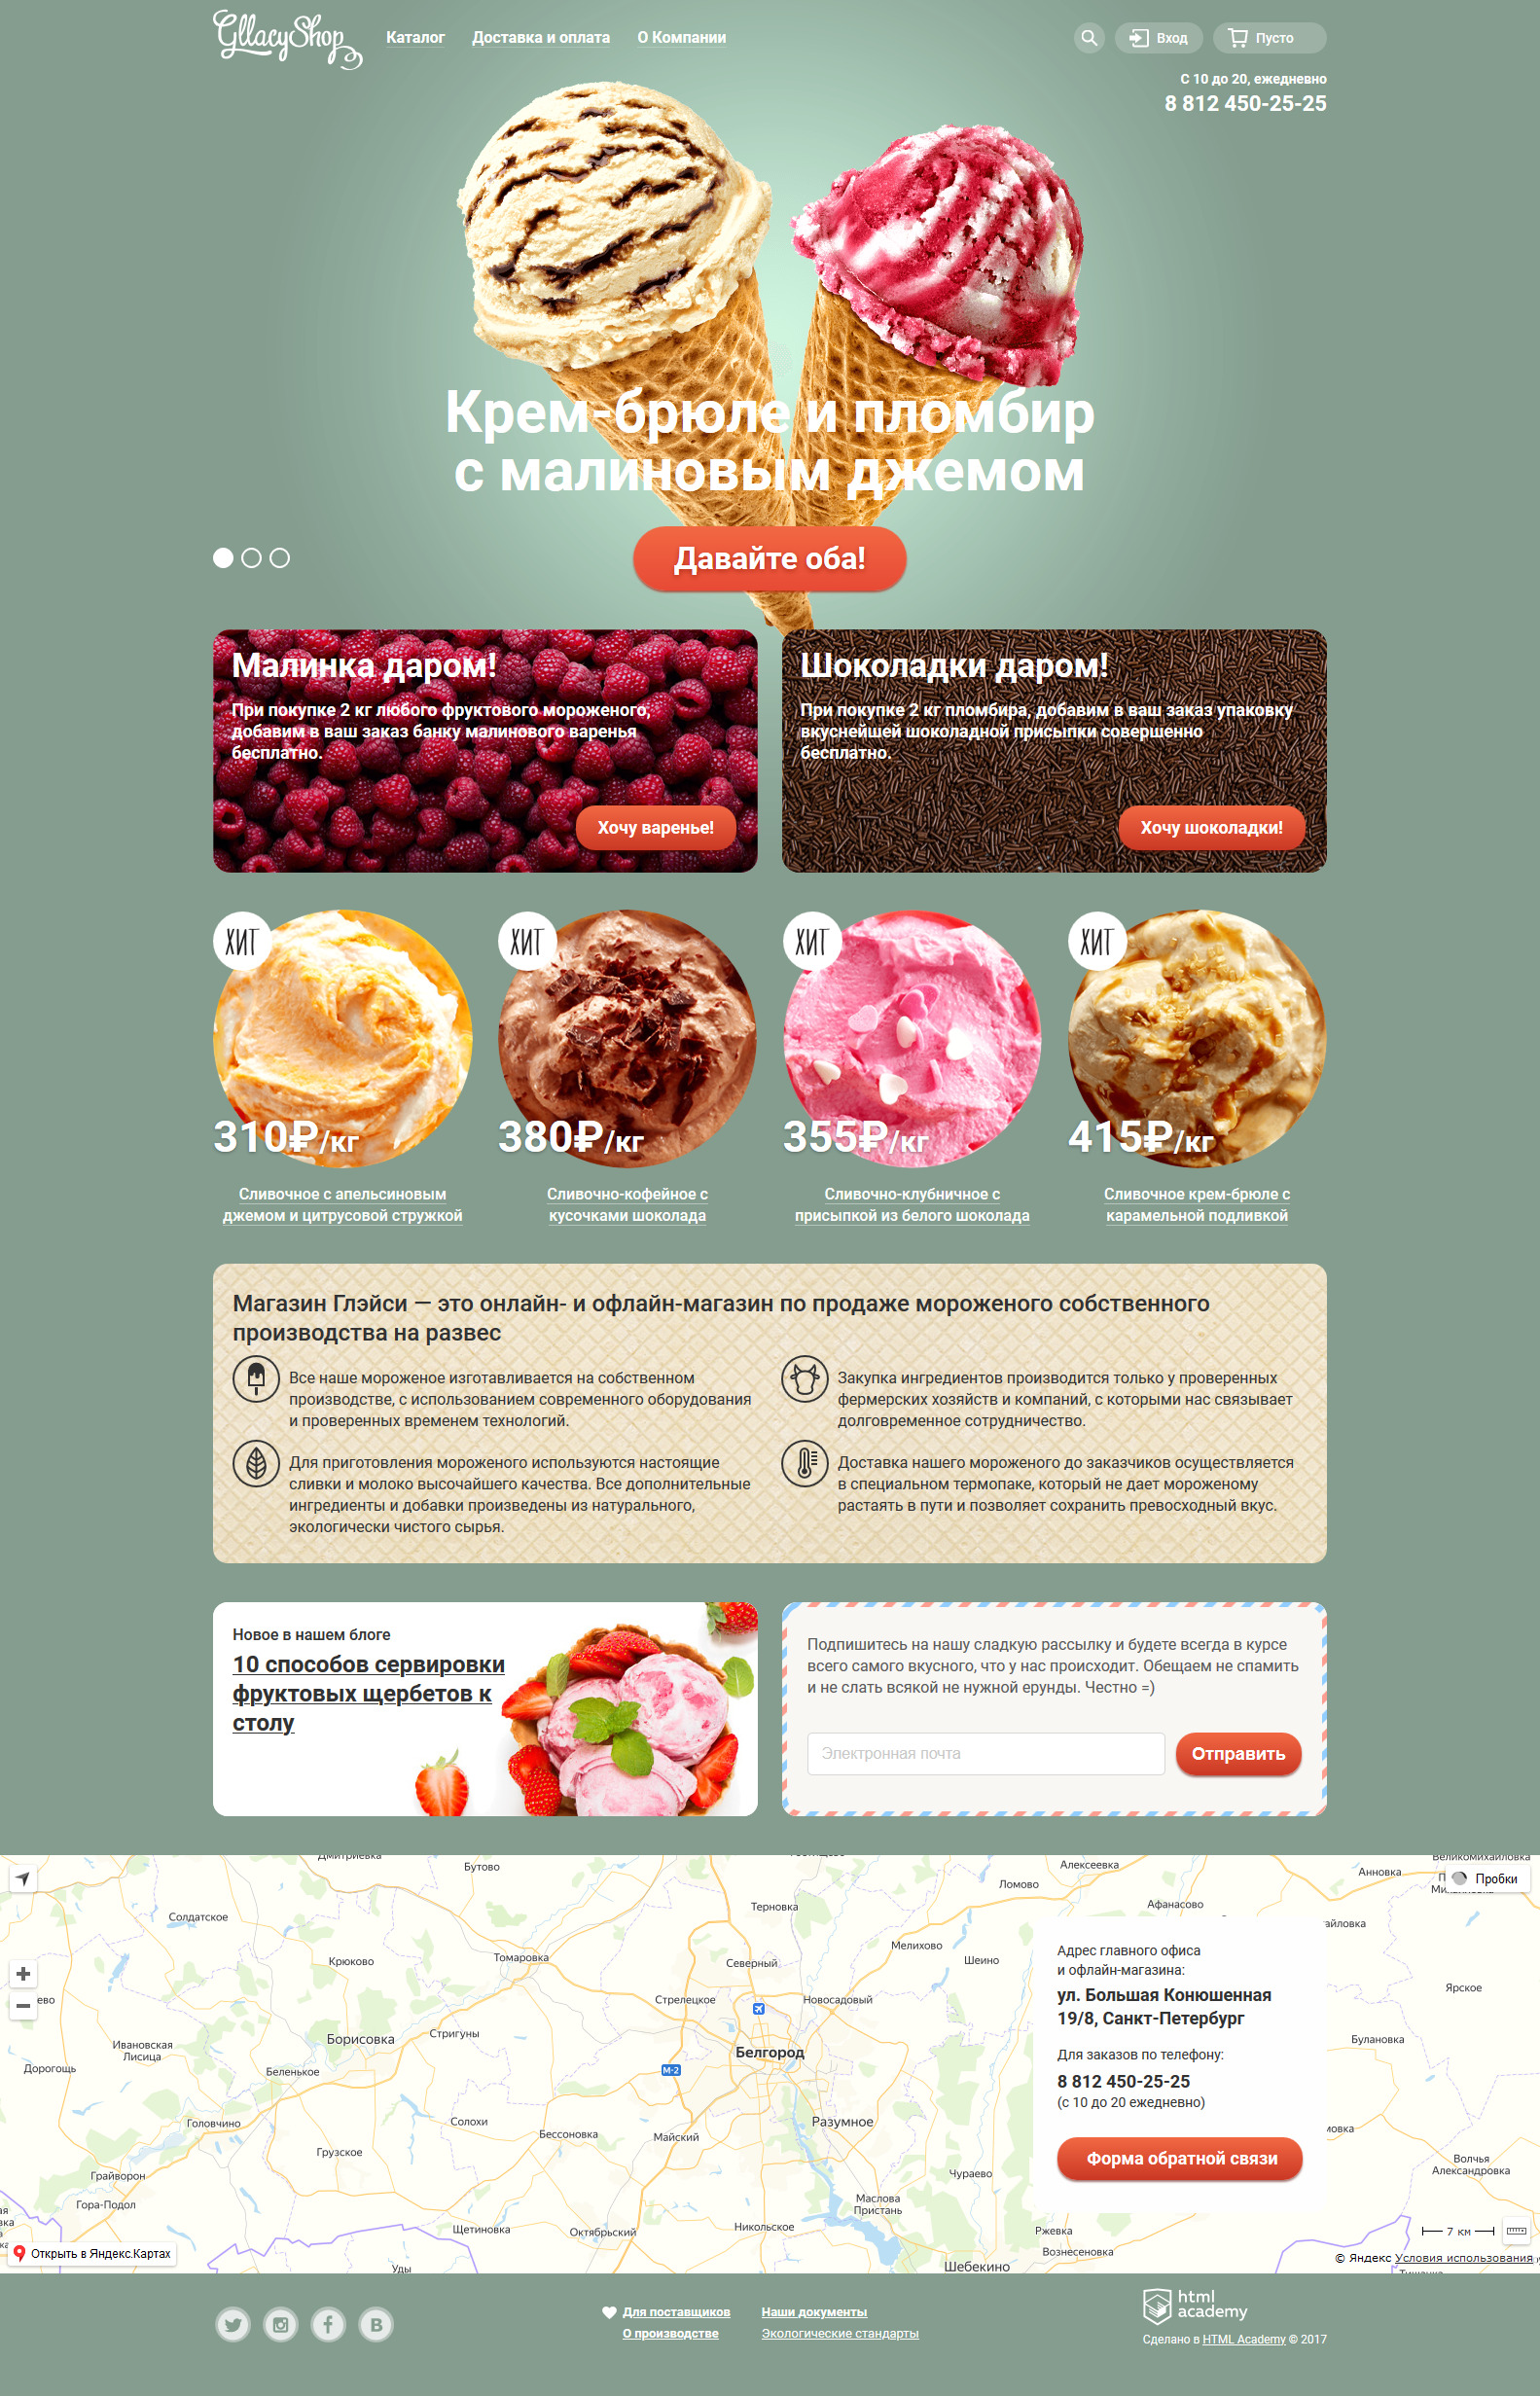 GllacyShop
Каталог
Доставка и оплата
О Компании
Вход
Пусто
С 10 до 20, ежедневно
8 812 450-25-25
Крем-брюле и пломбир
с малиновым джемом
Давайте оба!
Малинка даром!
При покупке 2 кг любого фруктового мороженого,
добавим в ваш заказ банку малинового варенья
бесплатно.
Хочу варенье!
Шоколадки даром!
При покупке 2 кг пломбира, добавим в ваш заказ упаковку
вкуснейшей шоколадной присыпки совершенно
бесплатно.
Хочу шоколадки!
ХИТ
310₽/кг
Сливочное с апельсиновым
джемом и цитрусовой стружкой
ХИТ
380₽/кг
Сливочно-кофейное с
кусочками шоколада
ХИТ
355₽/кг
Сливочно-клубничное с
присыпкой из белого шоколада
ХИТ
415₽/кг
Сливочное крем-брюле с
карамельной подливкой
Магазин Глэйси — это онлайн- и офлайн-магазин по продаже мороженого собственного
производства на развес
Все наше мороженое изготавливается на собственном
производстве, с использованием современного оборудования
и проверенных временем технологий.
Закупка ингредиентов производится только у проверенных
фермерских хозяйств и компаний, с которыми нас связывает
долговременное сотрудничество.
Для приготовления мороженого используются настоящие
сливки и молоко высочайшего качества. Все дополнительные
ингредиенты и добавки произведены из натурального,
экологически чистого сырья.
Доставка нашего мороженого до заказчиков осуществляется
в специальном термопаке, который не дает мороженому
растаять в пути и позволяет сохранить превосходный вкус.
Новое в нашем блоге
10 способов сервировки
фруктовых щербетов к
столу
Подпишитесь на нашу сладкую рассылку и будете всегда в курсе
всего самого вкусного, что у нас происходит. Обещаем не спамить
и не слать всякой не нужной ерунды. Честно =)
Электронная почта
Отправить
Дмитриевка
Бутово
Алексеевка
Великомихайловка
Анновка
Пробки
Ломово
Афанасово
Терновка
Солдатское
Мелихово
Томаровка
Крюково
Северный
Шеино
Ярское
Стрелецкое
Новосадовый
Стригуны
Борисовка
Ивановская
Лисица
Булановка
Белгород
Дорогощь
Беленькое
М-2
Головчино
Солохи
Разумное
Бессоновка
Майский
Грузское
Волчья
Александровка
Грайворон
Чураево
Гора-Подол
Маслова
Пристань
Щетиновка
Октябрьский
Никольское
Ржевка
Вознесеновка
Шебекино
Уды
Адрес главного офиса
и офлайн-магазина:
ул. Большая Конюшенная
19/8, Санкт-Петербург
Для заказов по телефону:
8 812 450-25-25
(с 10 до 20 ежедневно)
Форма обратной связи
7 км
Открыть в Яндекс.Картах
© Яндекс Условия использования
Для поставщиков
Наши документы
О производстве
Экологические стандарты
html
academy
Сделано в HTML Academy © 2017